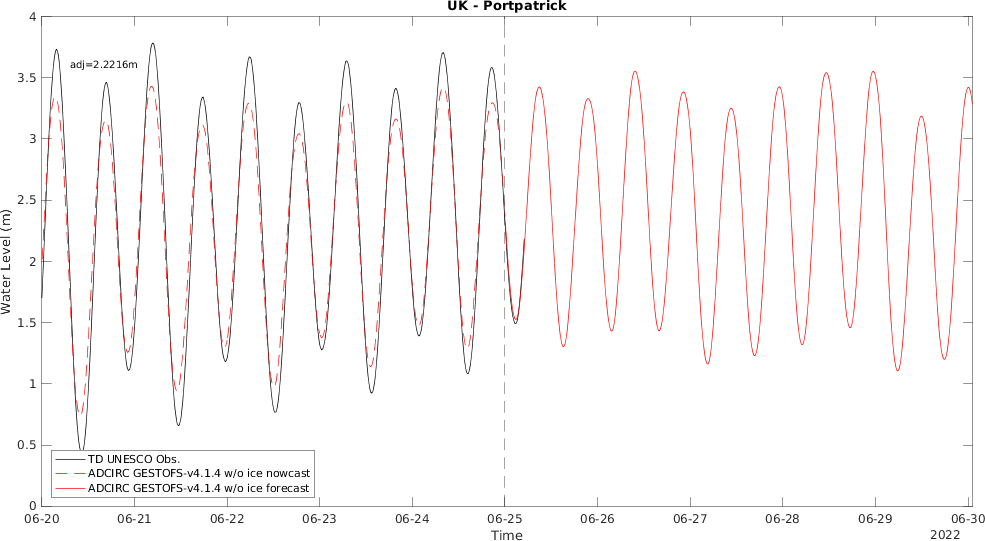 UK - Portpatrick
4
3.5
3
2.5
2
1.5
1
0.5
0
Water Level (m)
adj=2.2216m
TD UNESCO Obs.
ADCIRC GESTOFS-v4.1.4 w/o ice nowcast
ADCIRC GESTOFS-v4.1.4 w/o ice forecast
06-20 06-21 06-22 06-23 06-24 06-25 06-26 06-27 06-28 06-29 06-30
Time
2022